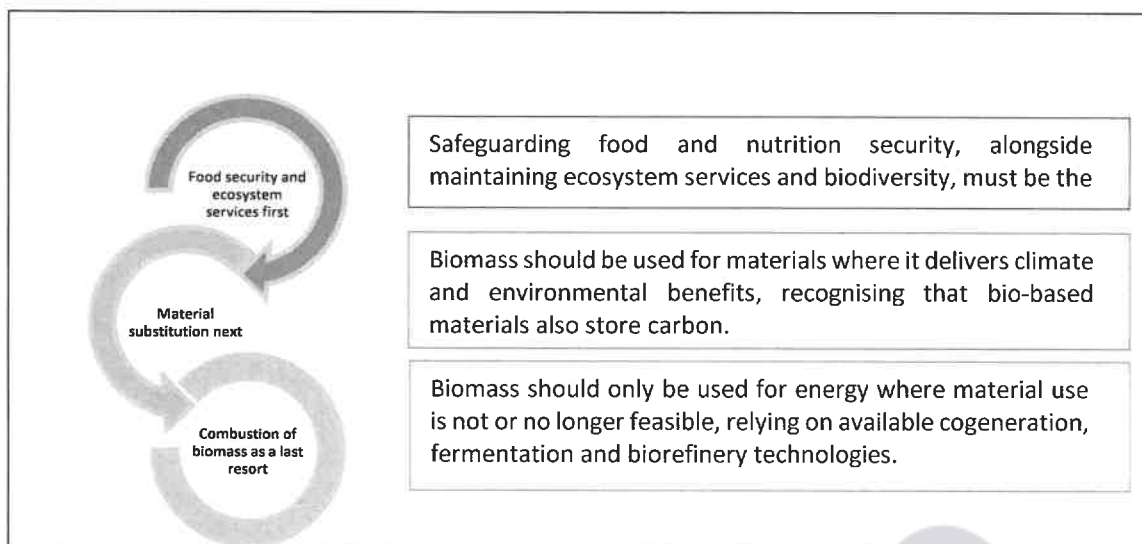 Food security and
ecosystem
services first
Safeguarding food and nutrition security, alongside
maintaining ecosystem services and biodiversity, must be the
Material
substitution next
Biomass should be used for materials where it delivers climate
and environmental benefits, recognising that bio-based
materials also store carbon.
Combustion of
biomass as a last
resort
Biomass should only be used for energy where material use
is not or no longer feasible, relying on available cogeneration,
fermentation and biorefinery technologies.